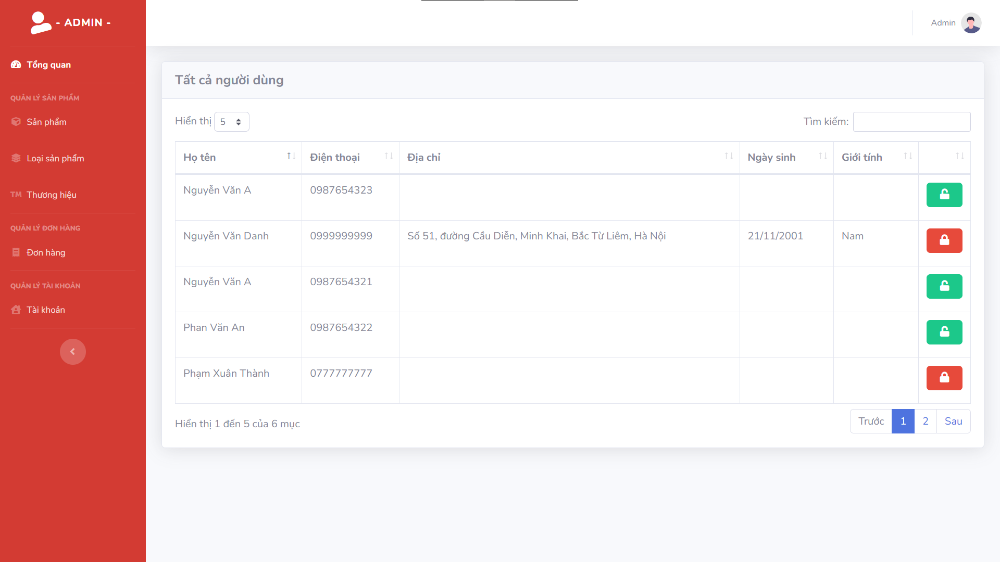 - ADMIN -
Admin
Tổng quan
QUẢN LÝ SẢN PHẨM
Sản phẩm
Loại sản phẩm
TM Thương hiệu
QUẢN LÝ ĐƠN HÀNG
Đơn hàng
QUẢN LÝ TÀI KHOẢN
Tài khoản
Tất cả người dùng
Hiển thị 5
Tìm kiếm:
Họ tên Điện thoại Địa chỉ Ngày sinh Giới tính
Nguyễn Văn A 0987654323
Nguyễn Văn Danh 0999999999 Số 51, đường Cầu Diễn, Minh Khai, Bắc Từ Liêm, Hà Nội 21/11/2001 Nam
Nguyễn Văn A 0987654321
Phan Văn An 0987654322
Phạm Xuân Thành 0777777777
Hiển thị 1 đến 5 của 6 mục
Trước 1 2 Sau